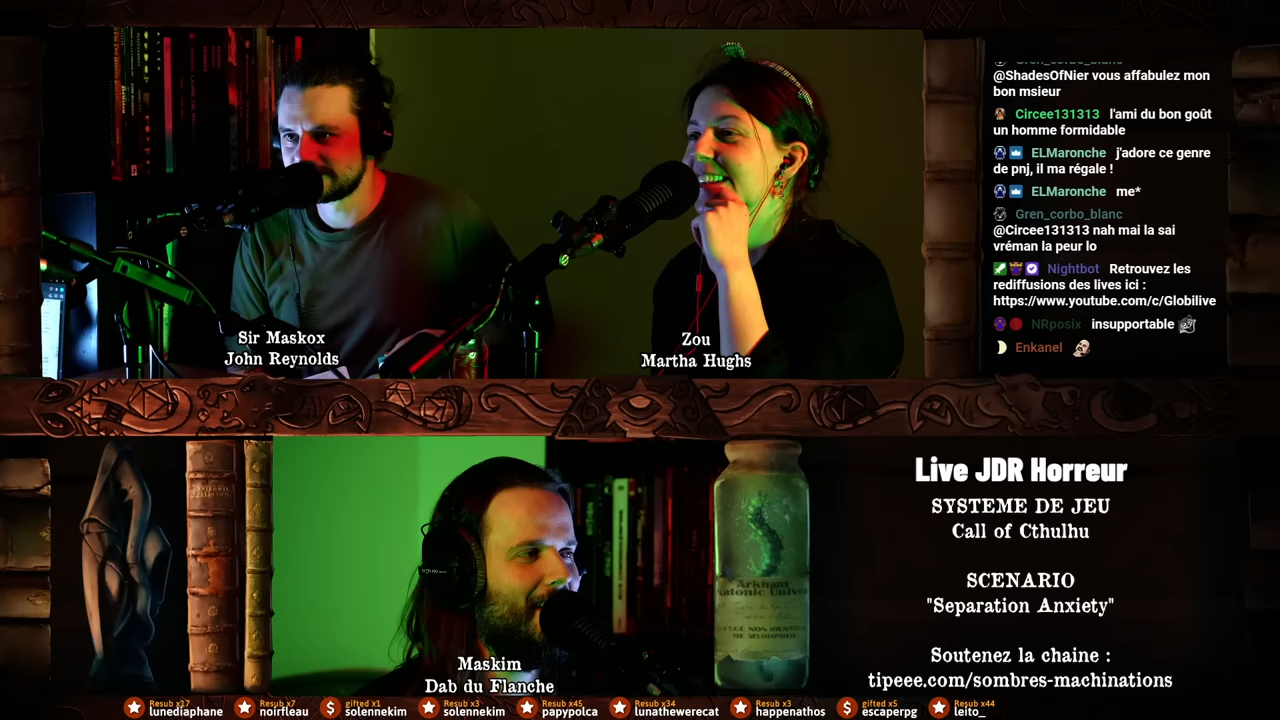 Gren_corbo_blanc
@ShadesOfNier vous affabulez mon
bon msieur
Circee131313 l'ami du bon goût
un homme formidable
ELMaronche j'adore ce genre
de pnj, il ma régale !
ELMaronche me*
Gren_corbo_blanc
@Circee131313 nah mai la sai
vréman la peur lo
Nightbot Retrouvez les
rediffusions des lives ici :
https://www.youtube.com/c/Globilive
NRposix insupportable
Enkanel
Sir Maskox
John Reynolds
Zou
Martha Hughs
Live JDR Horreur
SYSTEME DE JEU
Call of Cthulhu
SCENARIO
"Separation Anxiety"
Soutenez la chaine :
tipeee.com/sombres-machinations
Arkham
Maskim
Dab du Flanche
Resub x17
lunediaphane
Resub x7
noirfleau
gifted x1
solennekim
Resub x3
solennekim
Resub x45
papypolca
Resub x34
lunathewerecat
Resub x3
happenathos
gifted x5
escaperpg
Resub x44
leito_